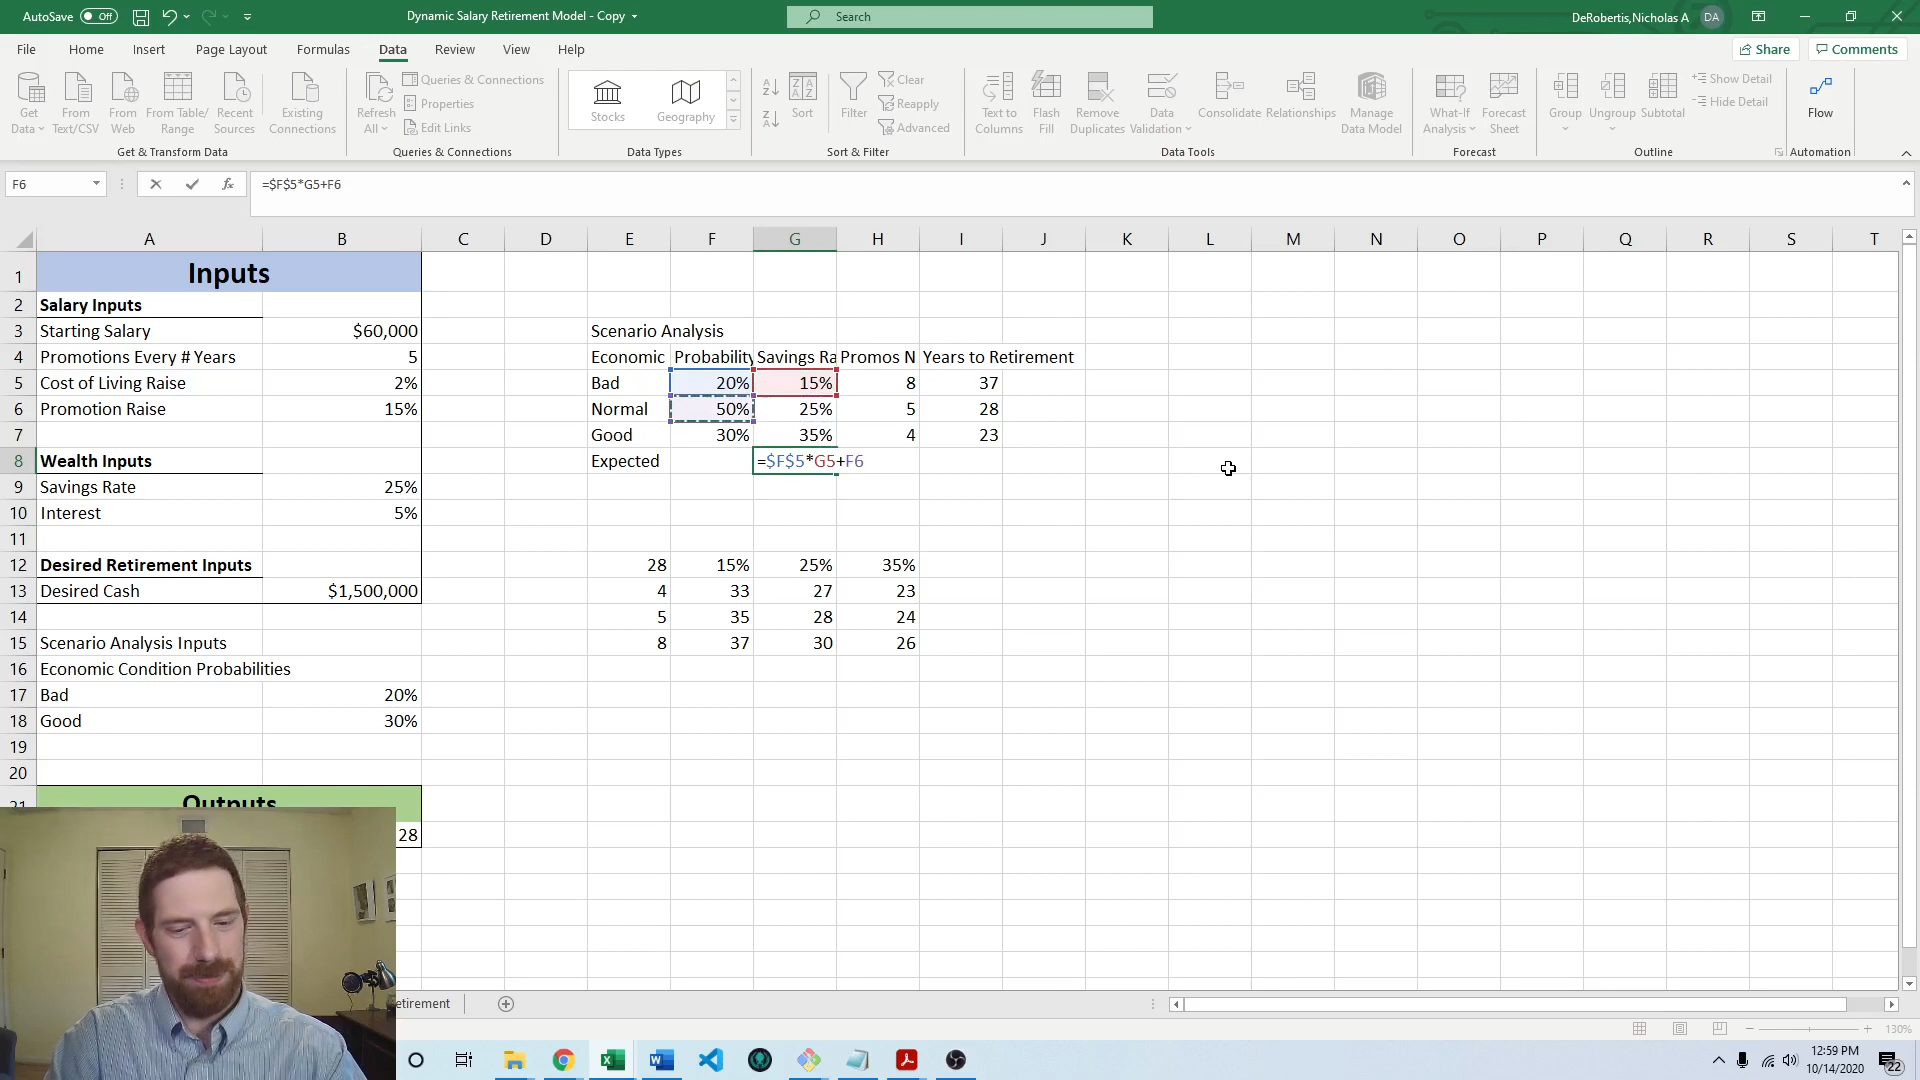 AutoSave Off
Dynamic Salary Retirement Model - Copy
Search
DeRobertis,Nicholas A DA
File Home Insert Page Layout Formulas Data Review View Help
Share Comments
Get Data
From Text/CSV
From Web
From Table/ Range
Recent Sources
Existing Connections
Refresh All
Queries & Connections
Properties
Edit Links
Stocks
Geography
Sort
Filter
Clear
Reapply
Advanced
Text to Columns
Flash Fill
Remove Duplicates
Data Validation
Consolidate
Relationships
Manage Data Model
What-If Analysis
Forecast Sheet
Group
Ungroup
Subtotal
Show Detail
Hide Detail
Flow
Get & Transform Data Queries & Connections Data Types Sort & Filter Data Tools Forecast Outline Automation
F6 fx =$F$5*G5+F6
A B C D E F G H I J K L M N O P Q R S T
1 Inputs
2 Salary Inputs
3 Starting Salary $60,000 Scenario Analysis
4 Promotions Every # Years 5 Economic Probability Savings Ra Promos N Years to Retirement
5 Cost of Living Raise 2% Bad 20% 15% 8 37
6 Promotion Raise 15% Normal 50% 25% 5 28
7 Good 30% 35% 4 23
8 Wealth Inputs Expected =$F$5*G5+F6
9 Savings Rate 25%
10 Interest 5%
11
12 Desired Retirement Inputs 28 15% 25% 35%
13 Desired Cash $1,500,000 4 33 27 23
14 5 35 28 24
15 Scenario Analysis Inputs 8 37 30 26
16 Economic Condition Probabilities
17 Bad 20%
18 Good 30%
19
20
21 Outputs
28
etirement
130%
12:59 PM
10/14/2020
22